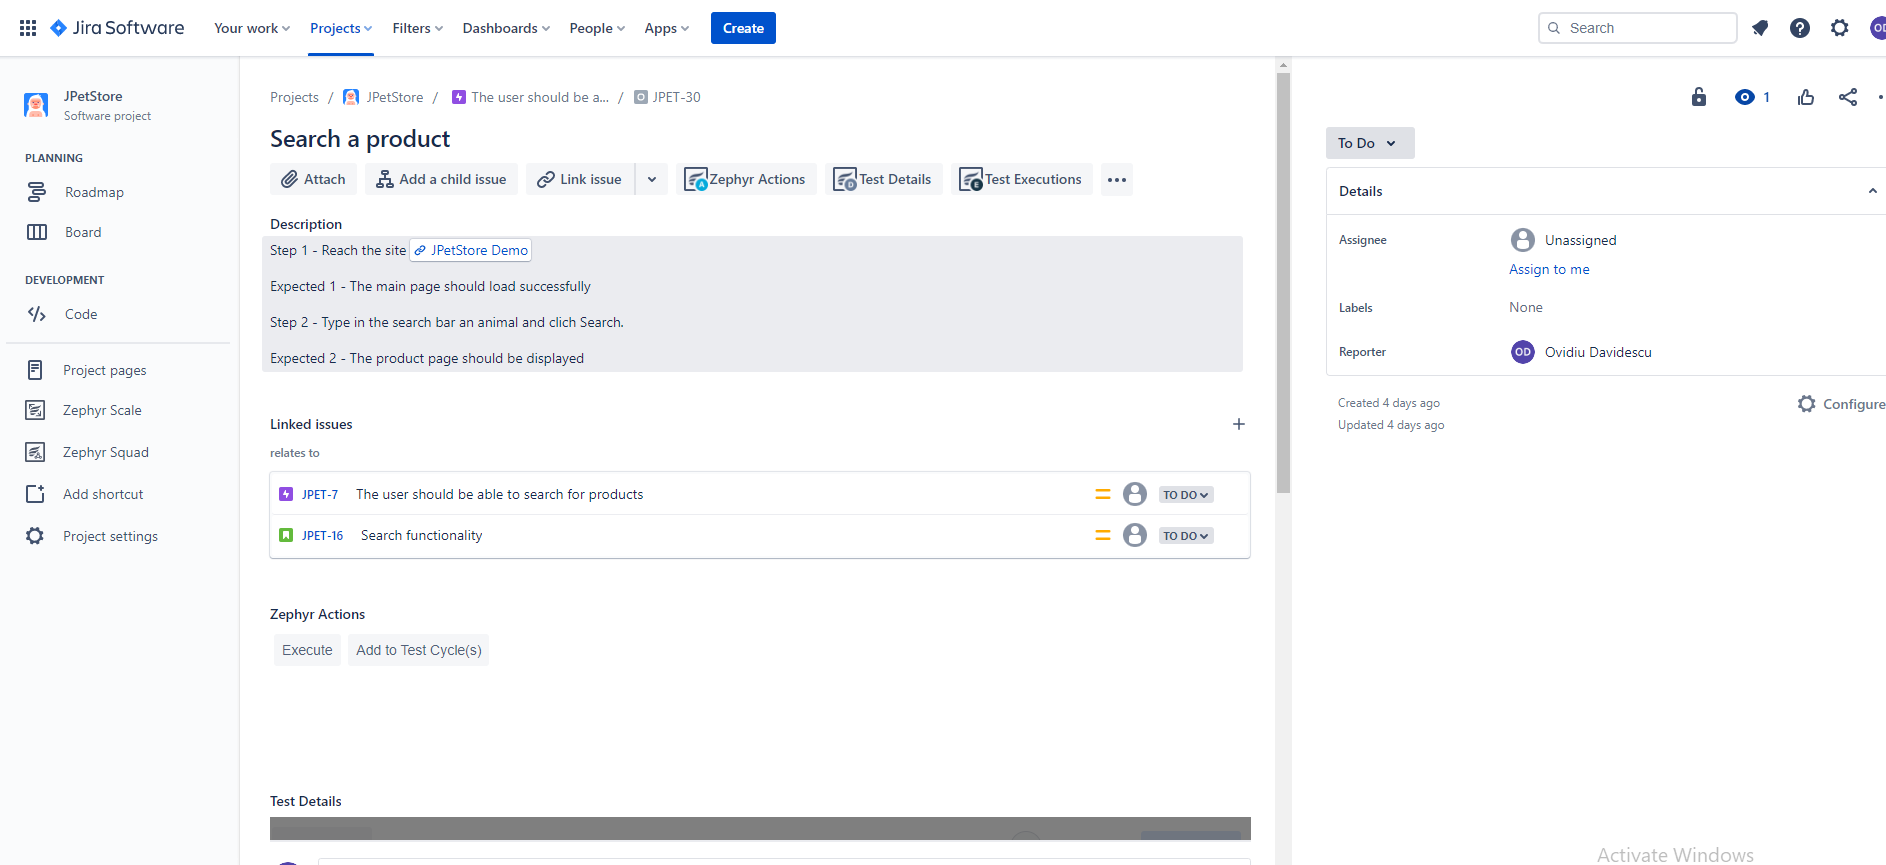 Jira Software Your work Projects Filters Dashboards People Apps Create Search
JPetStore
Software project
PLANNING
Roadmap
Board
DEVELOPMENT
Code
Project pages
Zephyr Scale
Zephyr Squad
Add shortcut
Project settings
Projects / JPetStore / The user should be a... / JPET-30
Search a product
Attach Add a child issue Link issue Zephyr Actions Test Details Test Executions
Description
Step 1 - Reach the site JPetStore Demo
Expected 1 - The main page should load successfully
Step 2 - Type in the search bar an animal and clich Search.
Expected 2 - The product page should be displayed
Linked issues
relates to
JPET-7 The user should be able to search for products TO DO
JPET-16 Search functionality TO DO
Zephyr Actions
Execute Add to Test Cycle(s)
Test Details
1
To Do
Details
Assignee Unassigned
Assign to me
Labels None
Reporter OD Ovidiu Davidescu
Created 4 days ago
Configure
Updated 4 days ago
Activate Windows